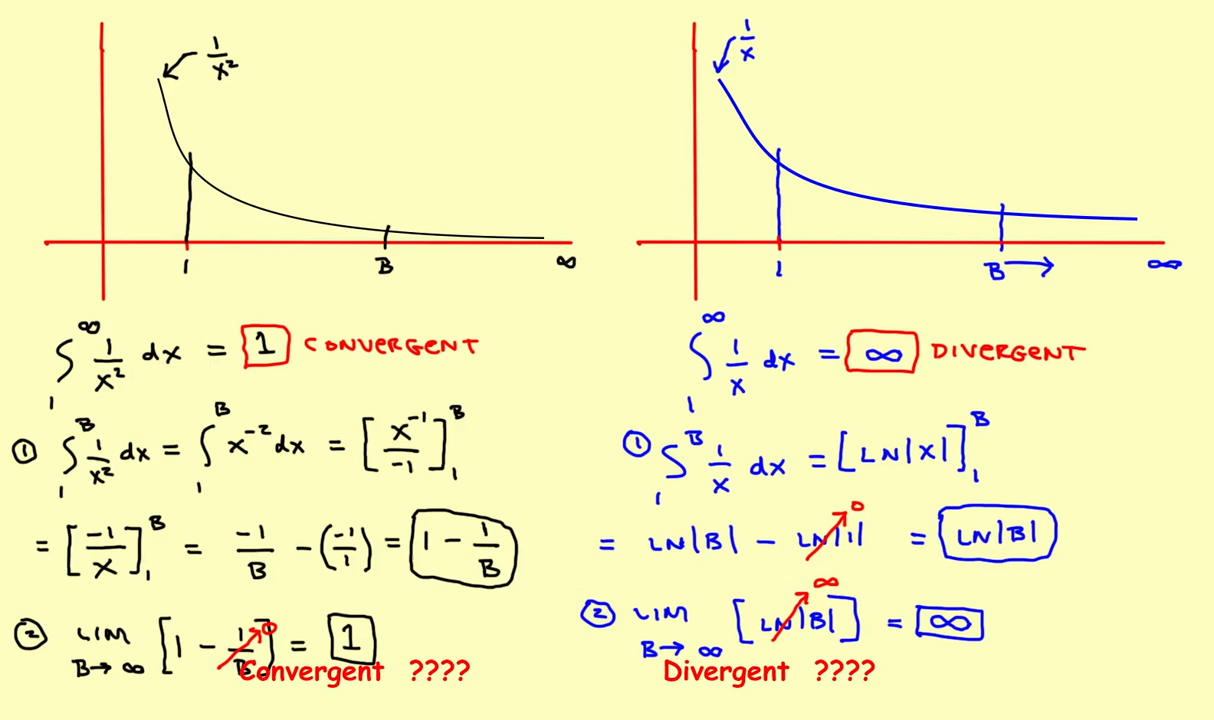 1/x²
1 B ∞
∫₁^∞ 1/x² dx = 1 CONVERGENT
① ∫₁^B 1/x² dx = ∫₁^B x⁻² dx = [x⁻¹/-1]₁^B
= [-1/x]₁^B = -1/B - (-1/1) = 1 - 1/B
② LIM B→∞ [1 - 1/B] 0 = 1
Convergent ????
1/x
1 B → ∞
∫₁^∞ 1/x dx = ∞ DIVERGENT
① ∫₁^B 1/x dx = [LN|x|]₁^B
= LN|B| - LN|1| 0 = LN|B|
② LIM B→∞ [LN|B|] ∞ = ∞
Divergent ????